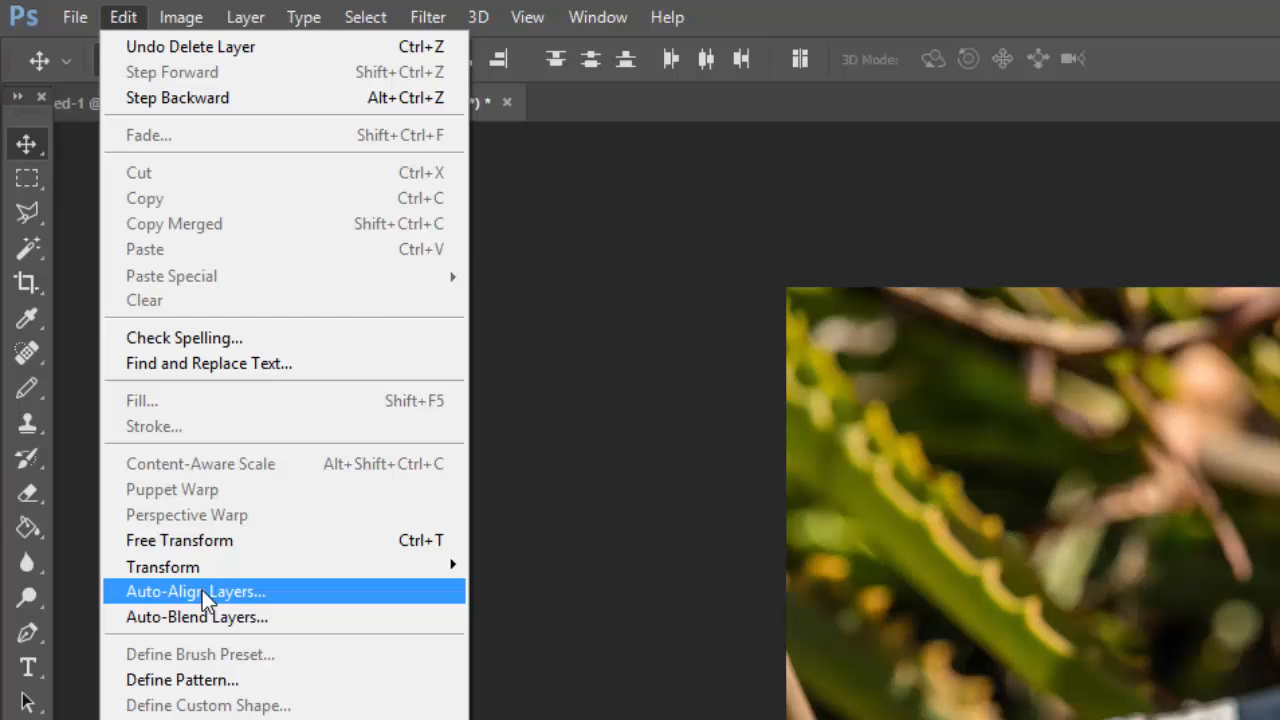 Ps File Edit Image Layer Type Select Filter 3D View Window Help
3D Mode:
ed-1 @ *) * ×
Undo Delete Layer Ctrl+Z
Step Forward Shift+Ctrl+Z
Step Backward Alt+Ctrl+Z
Fade... Shift+Ctrl+F
Cut Ctrl+X
Copy Ctrl+C
Copy Merged Shift+Ctrl+C
Paste Ctrl+V
Paste Special
Clear
Check Spelling...
Find and Replace Text...
Fill... Shift+F5
Stroke...
Content-Aware Scale Alt+Shift+Ctrl+C
Puppet Warp
Perspective Warp
Free Transform Ctrl+T
Transform
Auto-Align Layers...
Auto-Blend Layers...
Define Brush Preset...
Define Pattern...
Define Custom Shape...